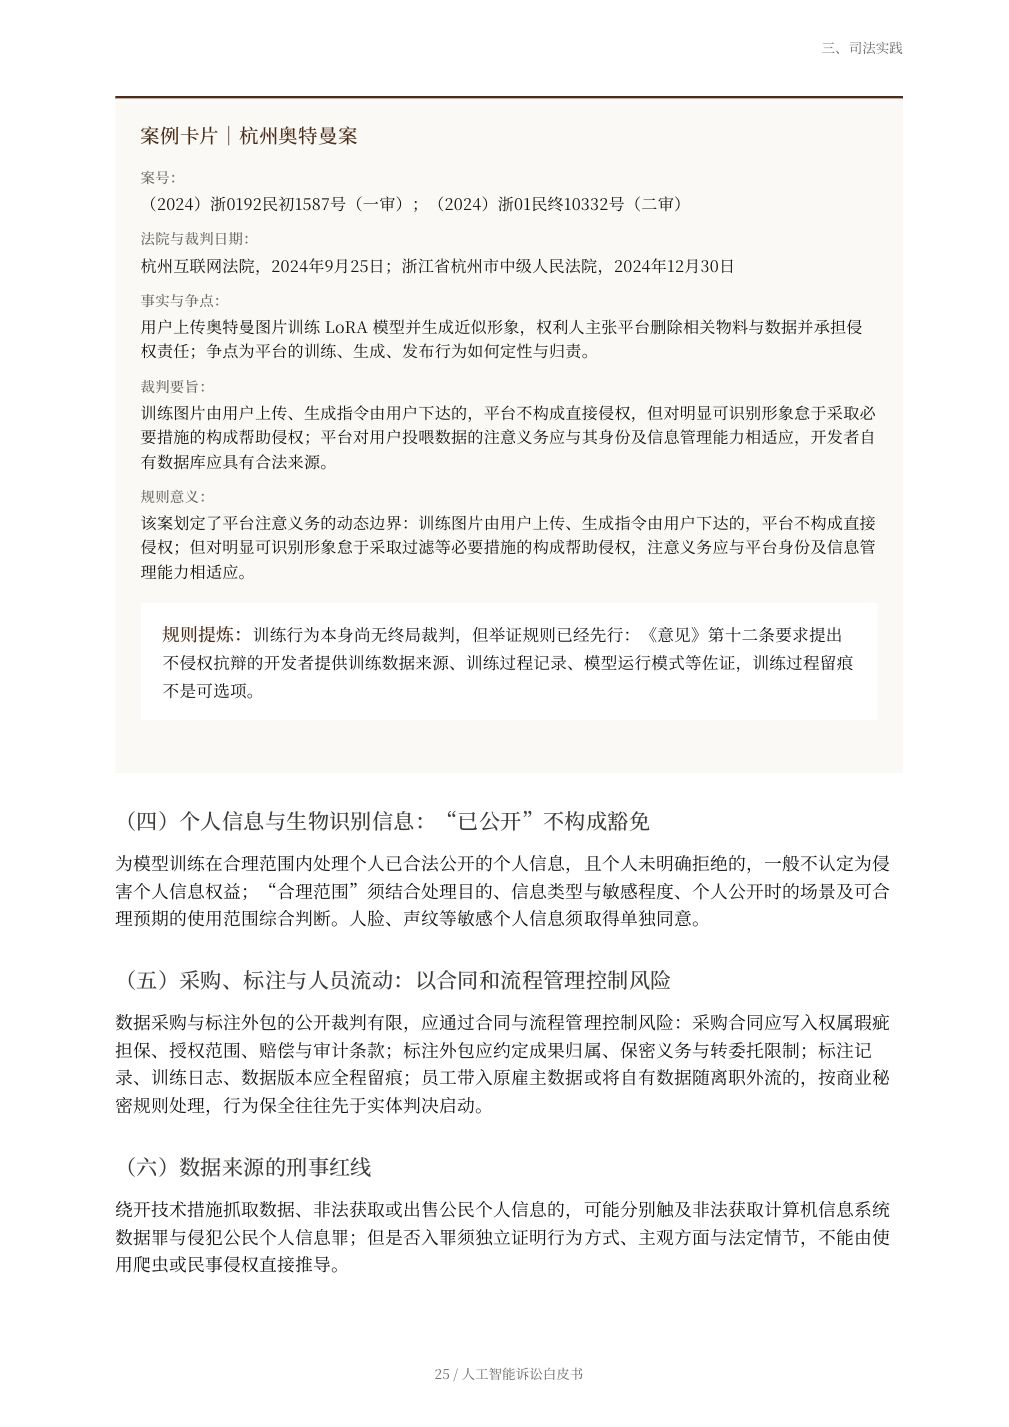 三、司法实践
案例卡片｜杭州奥特曼案
案号：
（2024）浙0192民初1587号（一审）；（2024）浙01民终10332号（二审）
法院与裁判日期：
杭州互联网法院，2024年9月25日；浙江省杭州市中级人民法院，2024年12月30日
事实与争点：
用户上传奥特曼图片训练 LoRA 模型并生成近似形象，权利人主张平台删除相关物料与数据并承担侵
权责任；争点为平台的训练、生成、发布行为如何定性与归责。
裁判要旨：
训练图片由用户上传、生成指令由用户下达的，平台不构成直接侵权，但对明显可识别形象怠于采取必
要措施的构成帮助侵权；平台对用户投喂数据的注意义务应与其身份及信息管理能力相适应，开发者自
有数据库应具有合法来源。
规则意义：
该案划定了平台注意义务的动态边界：训练图片由用户上传、生成指令由用户下达的，平台不构成直接
侵权；但对明显可识别形象怠于采取过滤等必要措施的构成帮助侵权，注意义务应与平台身份及信息管
理能力相适应。
规则提炼：训练行为本身尚无终局裁判，但举证规则已经先行：《意见》第十二条要求提出
不侵权抗辩的开发者提供训练数据来源、训练过程记录、模型运行模式等佐证，训练过程留痕
不是可选项。
（四）个人信息与生物识别信息：“已公开”不构成豁免
为模型训练在合理范围内处理个人已合法公开的个人信息，且个人未明确拒绝的，一般不认定为侵
害个人信息权益；“合理范围”须结合处理目的、信息类型与敏感程度、个人公开时的场景及可合
理预期的使用范围综合判断。人脸、声纹等敏感个人信息须取得单独同意。
（五）采购、标注与人员流动：以合同和流程管理控制风险
数据采购与标注外包的公开裁判有限，应通过合同与流程管理控制风险：采购合同应写入权属瑕疵
担保、授权范围、赔偿与审计条款；标注外包应约定成果归属、保密义务与转委托限制；标注记
录、训练日志、数据版本应全程留痕；员工带入原雇主数据或将自有数据随离职外流的，按商业秘
密规则处理，行为保全往往先于实体判决启动。
（六）数据来源的刑事红线
绕开技术措施抓取数据、非法获取或出售公民个人信息的，可能分别触及非法获取计算机信息系统
数据罪与侵犯公民个人信息罪；但是否入罪须独立证明行为方式、主观方面与法定情节，不能由使
用爬虫或民事侵权直接推导。
25 / 人工智能诉讼白皮书